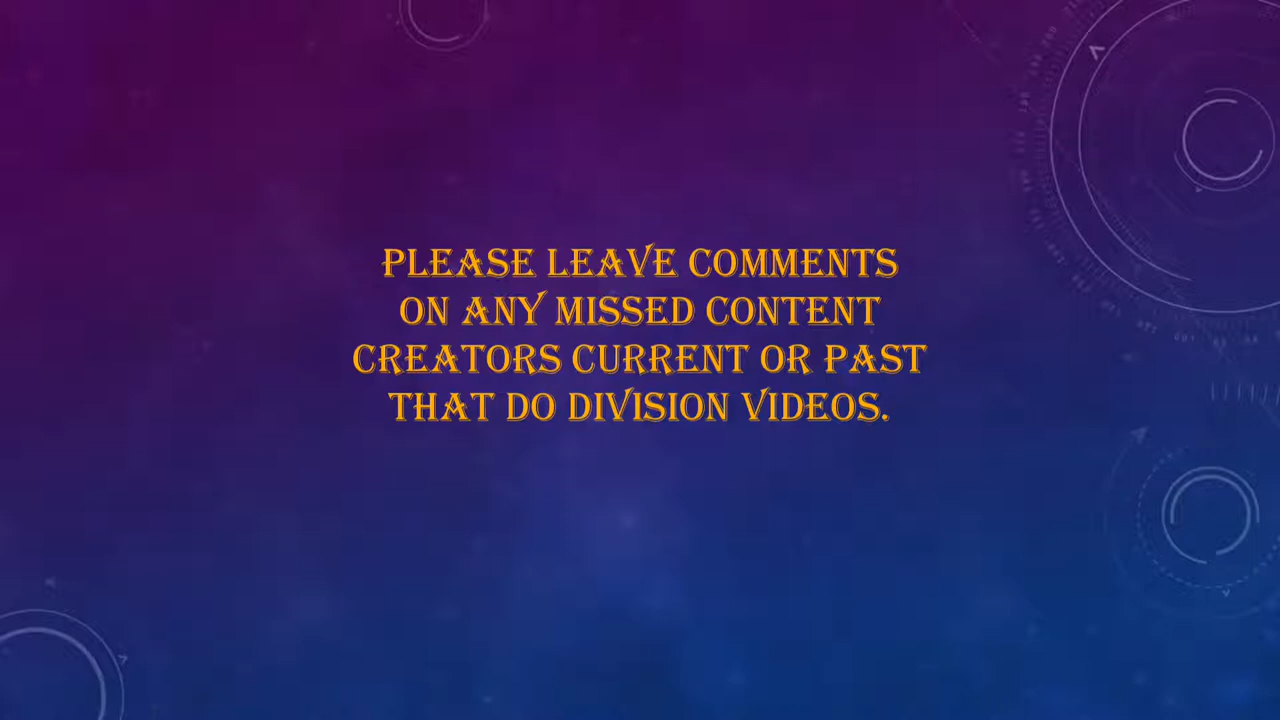 PLEASE LEAVE COMMENTS
ON ANY MISSED CONTENT
CREATORS CURRENT OR PAST
THAT DO DIVISION VIDEOS.